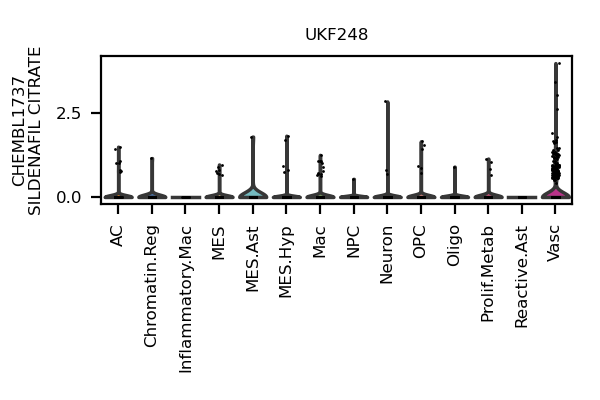 UKF248
CHEMBL1737
SILDENAFIL CITRATE
2.5
0.0
AC
Chromatin.Reg
Inflammatory.Mac
MES
MES.Ast
MES.Hyp
Mac
NPC
Neuron
OPC
Oligo
Prolif.Metab
Reactive.Ast
Vasc